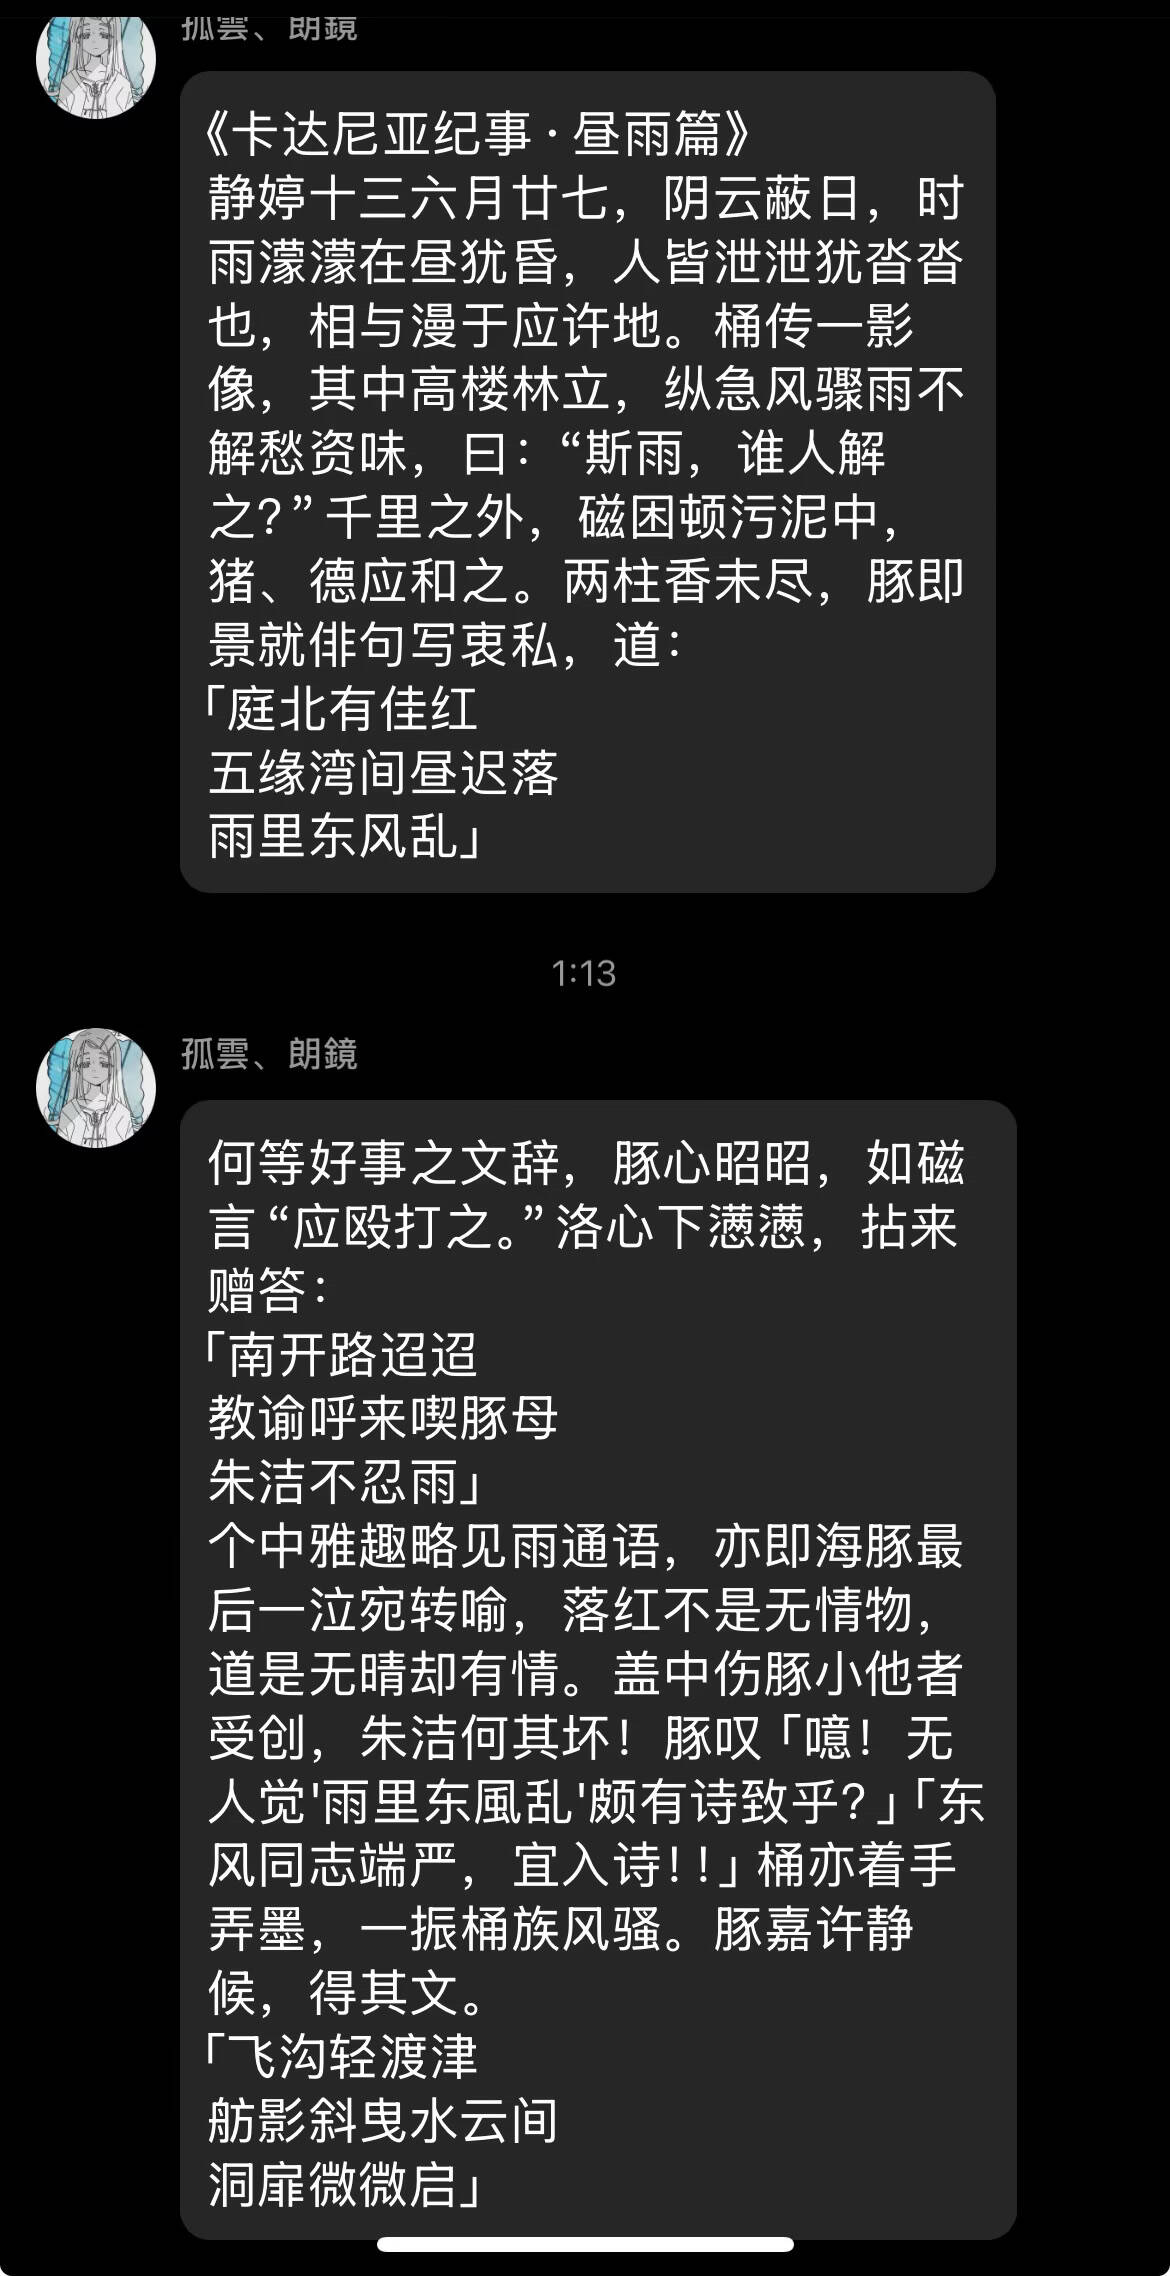 孤雲、朗鏡
《卡达尼亚纪事·昼雨篇》
静婷十三六月廿七，阴云蔽日，时
雨濛濛在昼犹昏，人皆泄泄犹沓沓
也，相与漫于应许地。桶传一影
像，其中高楼林立，纵急风骤雨不
解愁资味，曰：“斯雨，谁人解
之？”千里之外，磁困顿污泥中，
猪、德应和之。两柱香未尽，豚即
景就俳句写衷私，道：
「庭北有佳红
五缘湾间昼迟落
雨里东风乱」
1:13
孤雲、朗鏡
何等好事之文辞，豚心昭昭，如磁
言“应殴打之。”洛心下懑懑，拈来
赠答：
「南开路迢迢
教谕呼来喫豚母
朱洁不忍雨」
个中雅趣略见雨通语，亦即海豚最
后一泣宛转喻，落红不是无情物，
道是无晴却有情。盖中伤豚小他者
受创，朱洁何其坏！豚叹「噫！无
人觉'雨里东風乱'颇有诗致乎？」「东
风同志端严，宜入诗！！」桶亦着手
弄墨，一振桶族风骚。豚嘉许静
候，得其文。
「飞沟轻渡津
舫影斜曳水云间
洞扉微微启」